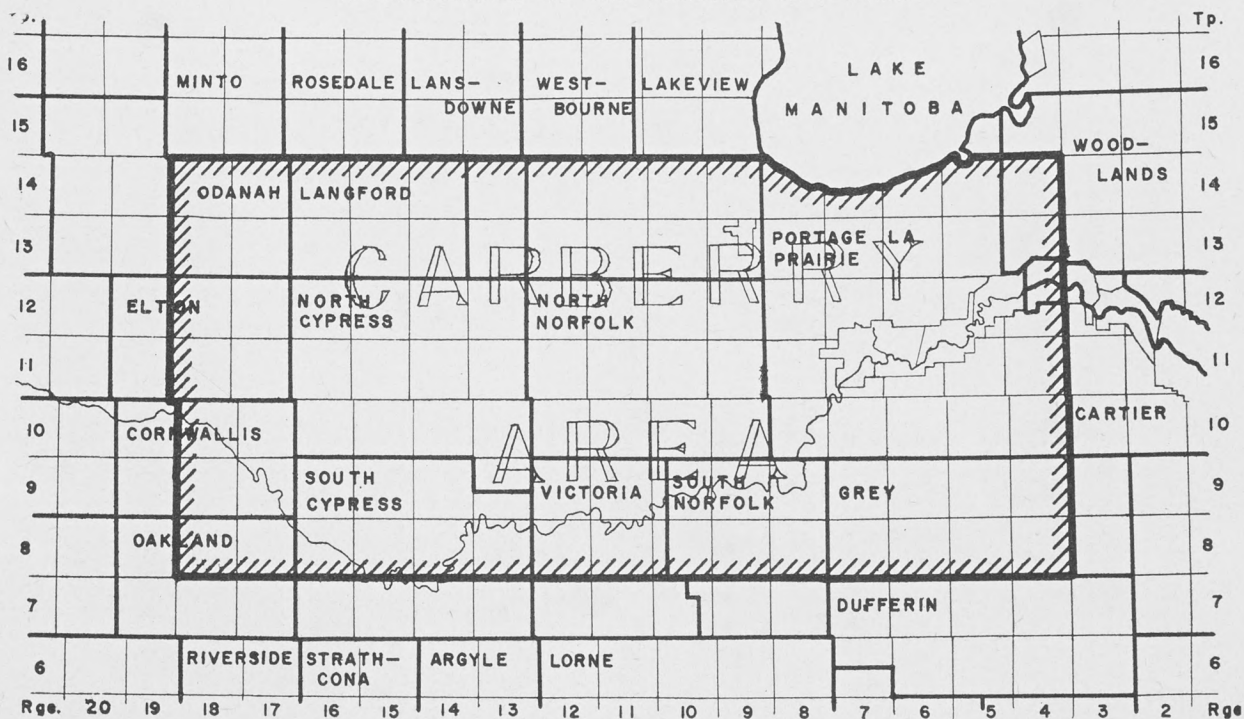 Tp.
Tp.
16
MINTO
ROSEDALE
LANS-
DOWNE
WEST-
BOURNE
LAKEVIEW
LAKE
MANITOBA
16
15
15
WOOD-
LANDS
14
ODANAH
LANGFORD
14
13
CARBERRY
PORTAGE LA
PRAIRIE
13
12
ELTON
NORTH
CYPRESS
NORTH
NORFOLK
12
11
11
10
CORNWALLIS
AREA
CARTIER
10
9
SOUTH
CYPRESS
VICTORIA
SOUTH
NORFOLK
GREY
9
8
OAKLAND
8
7
DUFFERIN
7
6
RIVERSIDE
STRATH-
CONA
ARGYLE
LORNE
6
Rge. 20 19 18 17 16 15 14 13 12 11 10 9 8 7 6 5 4 3 2 Rge